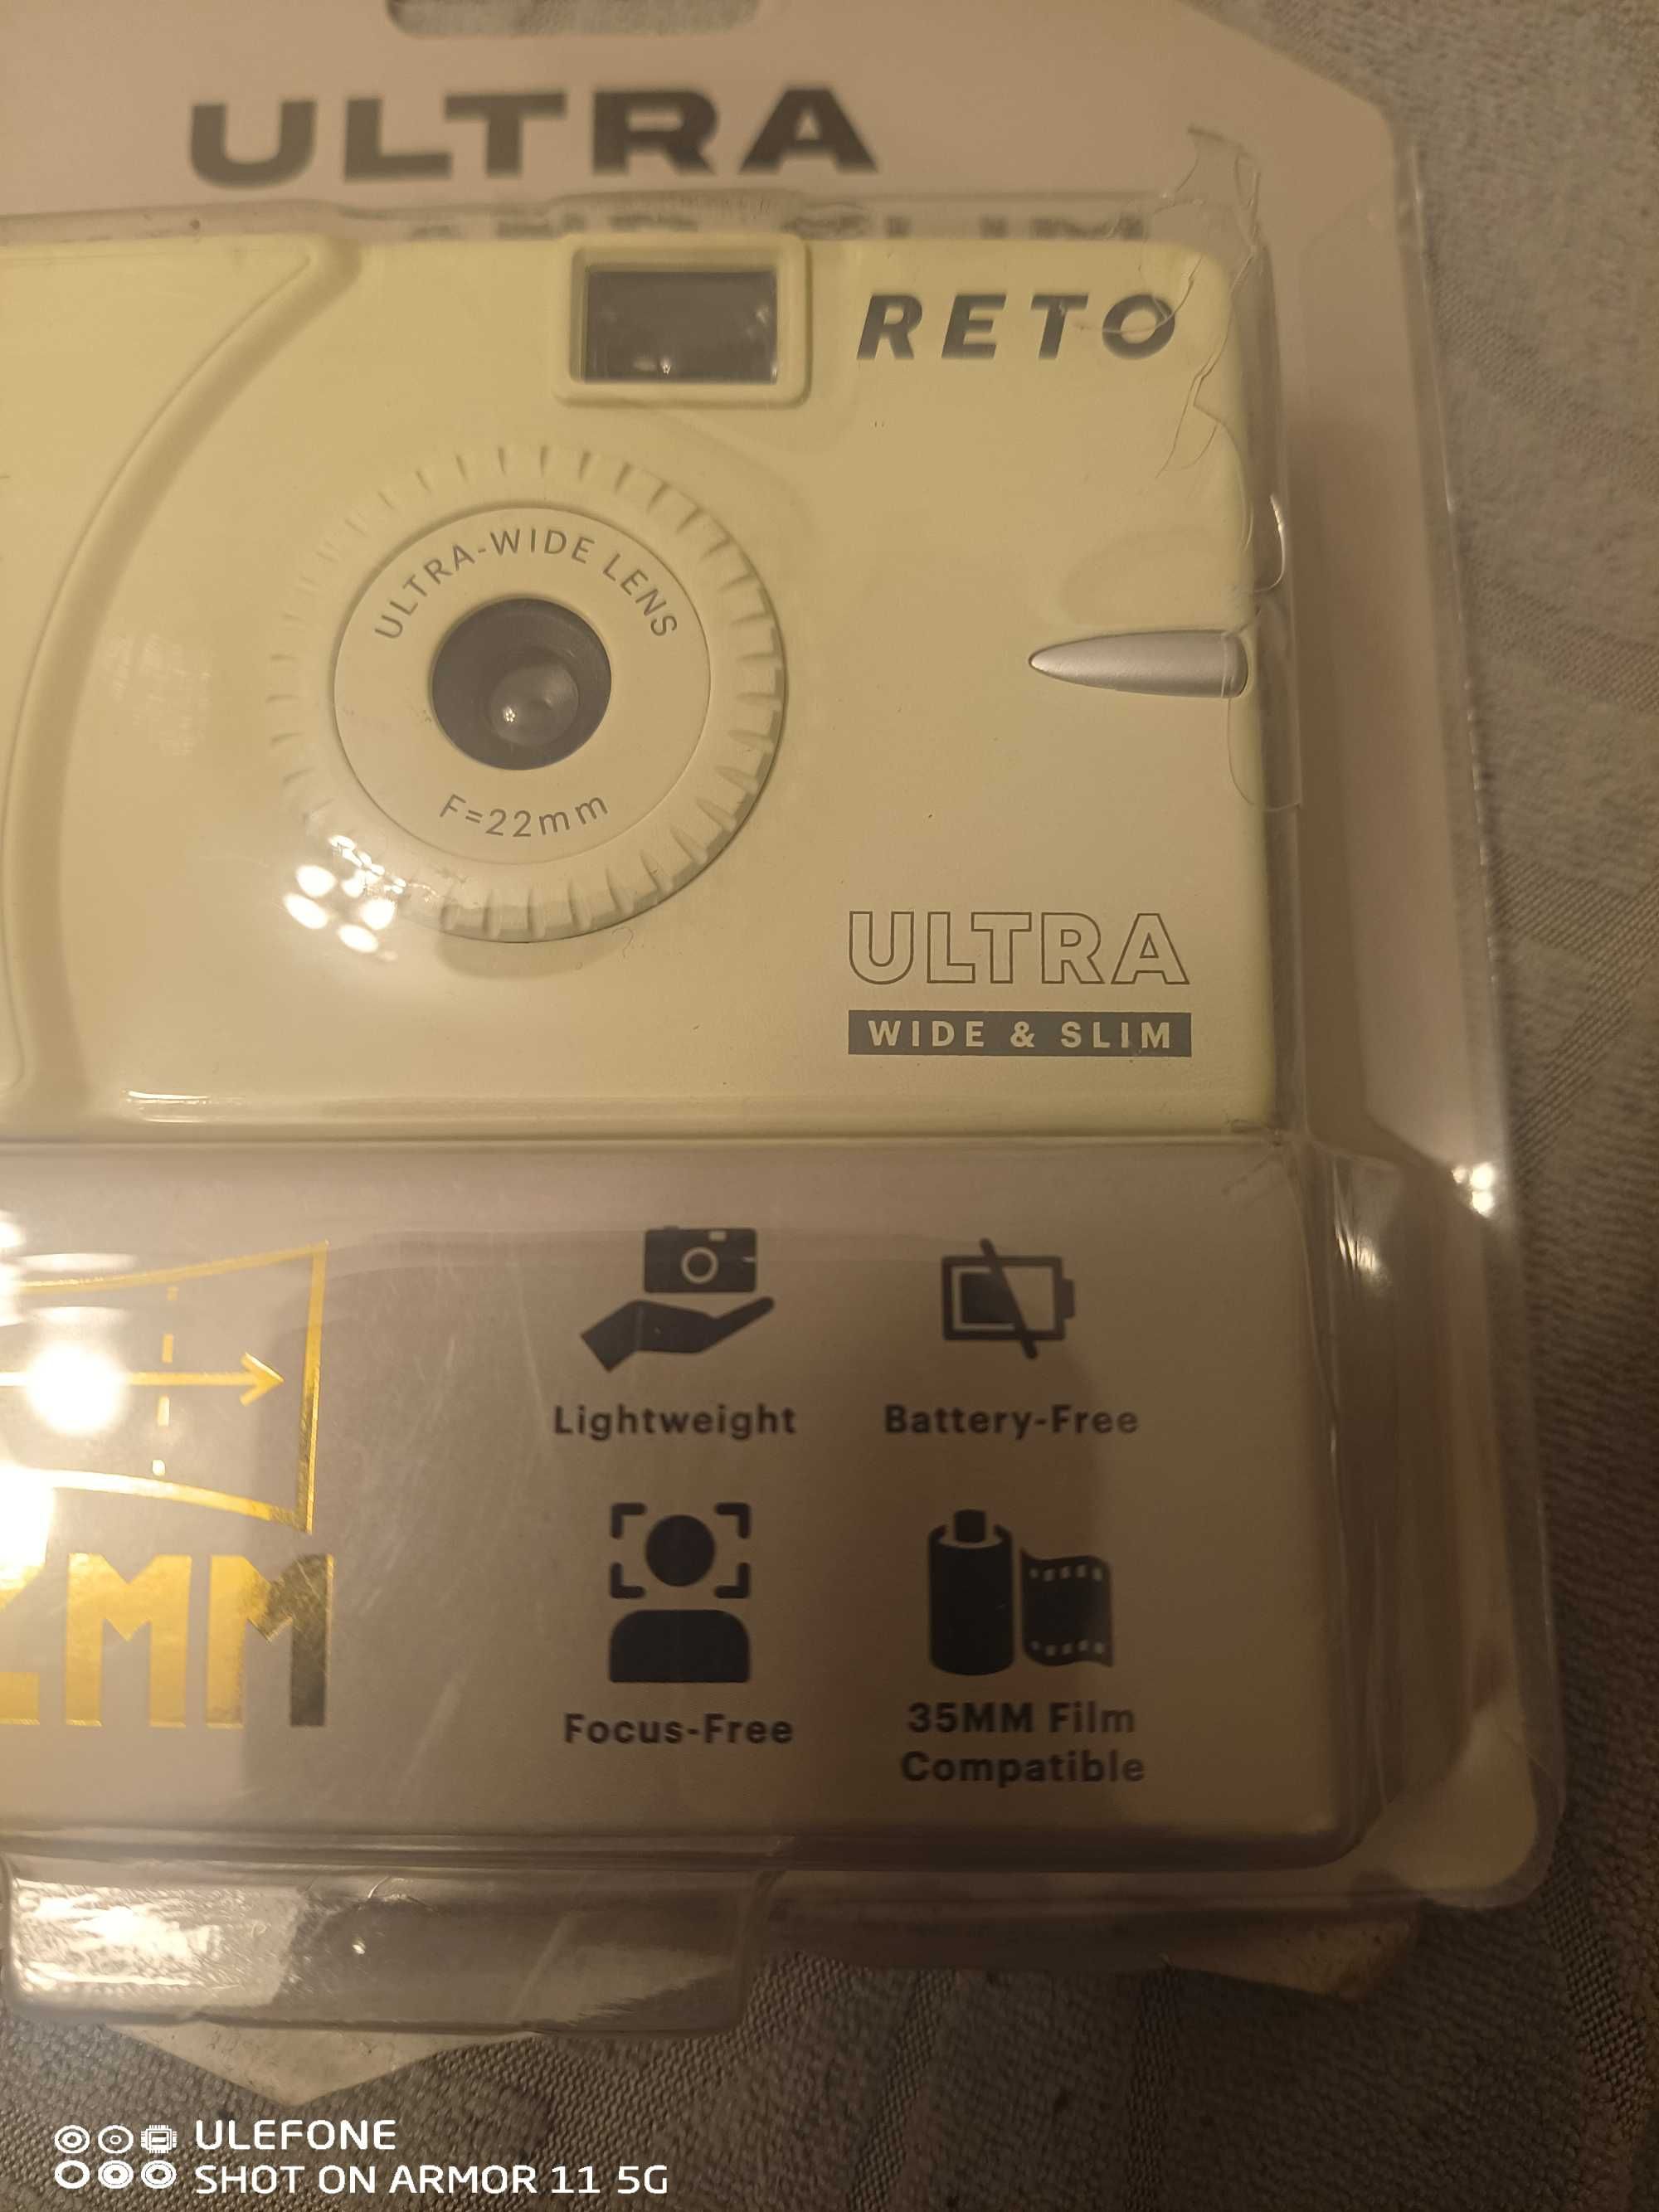 ULTRA
RETO
ULTRA-WIDE LENS
F=22mm
ULTRA
WIDE & SLIM
Lightweight
Battery-Free
MM
Focus-Free
35MM Film
Compatible
ULEFONE
SHOT ON ARMOR 11 5G